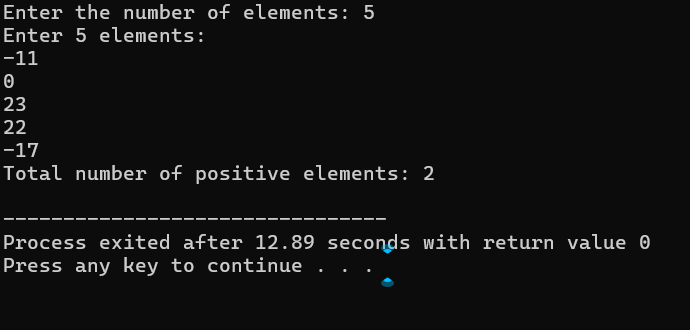 Enter the number of elements: 5
Enter 5 elements:
-11
0
23
22
-17
Total number of positive elements: 2
--------------------------------
Process exited after 12.89 seconds with return value 0
Press any key to continue . . .